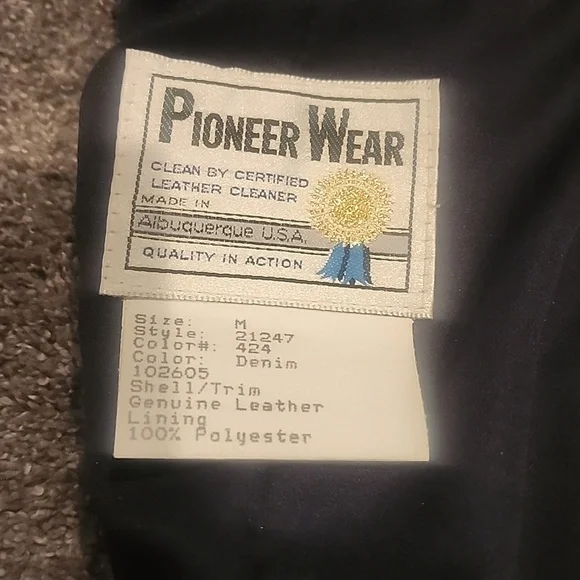 PIONEER WEAR
CLEAN BY CERTIFIED
LEATHER CLEANER
MADE IN
Albuquerque U.S.A.
QUALITY IN ACTION
Size: M
Style: 21247
Color#: 424
Color: Denim
102605
Shell/Trim
Genuine Leather
Lining
100% Polyester